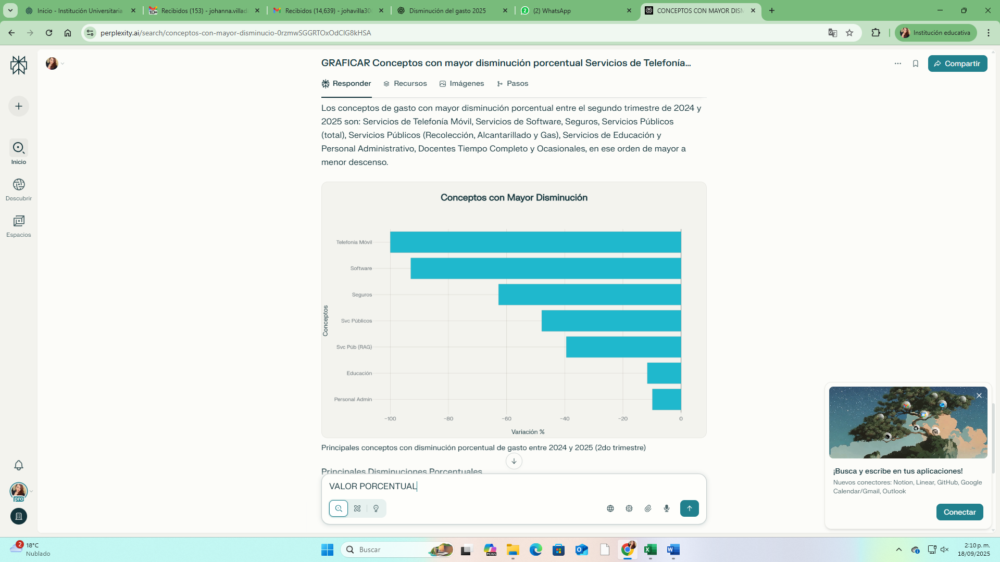 Inicio - Institución Universitaria
Recibidos (153) - johanna.villad
Recibidos (14,639) - johavilla30
Disminución del gasto 2025
(2) WhatsApp
CONCEPTOS CON MAYOR DISM
perplexity.ai/search/conceptos-con-mayor-disminucio-0rzmwSGGRTOxOdCIG8kHSA
Institución educativa
GRAFICAR Conceptos con mayor disminución porcentual Servicios de Telefonía...
Compartir
Responder
Recursos
Imágenes
Pasos
Los conceptos de gasto con mayor disminución porcentual entre el segundo trimestre de 2024 y
2025 son: Servicios de Telefonía Móvil, Servicios de Software, Seguros, Servicios Públicos
(total), Servicios Públicos (Recolección, Alcantarillado y Gas), Servicios de Educación y
Personal Administrativo, Docentes Tiempo Completo y Ocasionales, en ese orden de mayor a
menor descenso.
Inicio
Descubrir
Espacios
pro
Conceptos con Mayor Disminución
Conceptos
Telefonía Móvil
Software
Seguros
Svc Públicos
Svc Púb (RAG)
Educación
Personal Admin
−100
−80
−60
−40
−20
0
Variación %
Principales conceptos con disminución porcentual de gasto entre 2024 y 2025 (2do trimestre)
Principales Disminuciones Porcentuales
VALOR PORCENTUAL
¡Busca y escribe en tus aplicaciones!
Nuevos conectores: Notion, Linear, GitHub, Google
Calendar/Gmail, Outlook
Conectar
2
18°C
Nublado
Buscar
M365
2:10 p. m.
18/09/2025